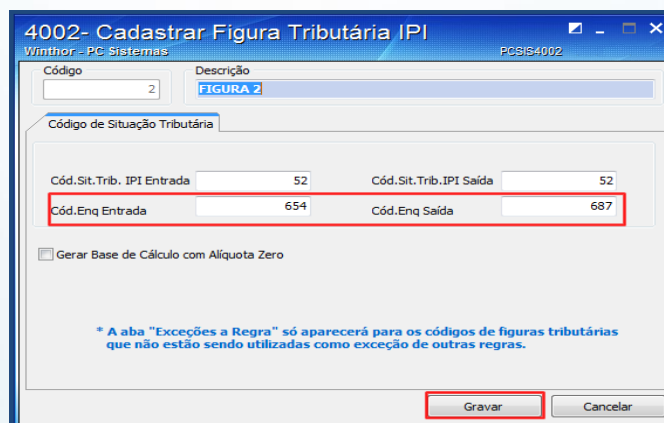 4002- Cadastrar Figura Tributária IPI
Winthor - PC Sistemas PCSIS4002
Código Descrição
2 FIGURA 2
Código de Situação Tributária
Cód.Sit.Trib. IPI Entrada 52 Cód.Sit.Trib.IPI Saída 52
Cód.Enq Entrada 654 Cód.Enq Saída 687
Gerar Base de Cálculo com Alíquota Zero
* A aba "Exceções a Regra" só aparecerá para os códigos de figuras tributárias
que não estão sendo utilizadas como exceção de outras regras.
Gravar Cancelar